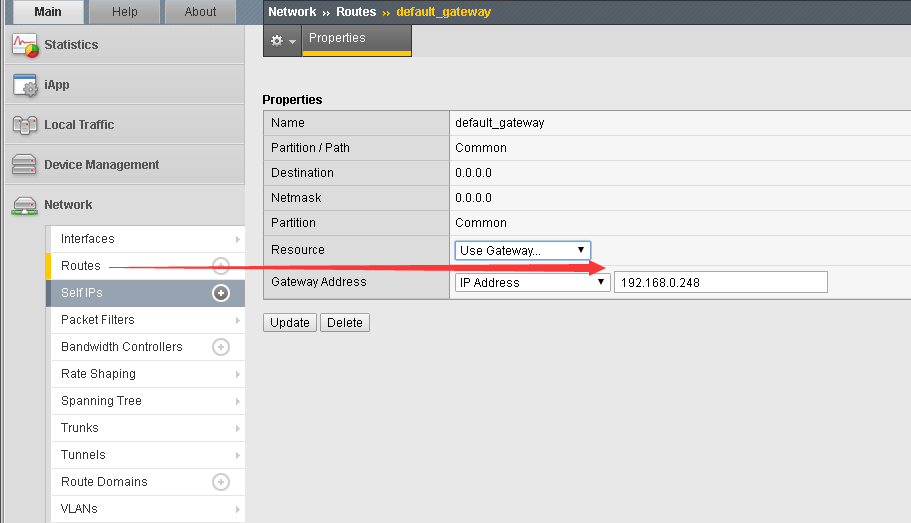 Main Help About
Network » Routes » default_gateway
Properties
Statistics
iApp
Local Traffic
Device Management
Network
Interfaces
Routes
Self IPs
Packet Filters
Bandwidth Controllers
Rate Shaping
Spanning Tree
Trunks
Tunnels
Route Domains
VLANs
Properties
Name default_gateway
Partition / Path Common
Destination 0.0.0.0
Netmask 0.0.0.0
Partition Common
Resource Use Gateway...
Gateway Address IP Address 192.168.0.248
Update Delete